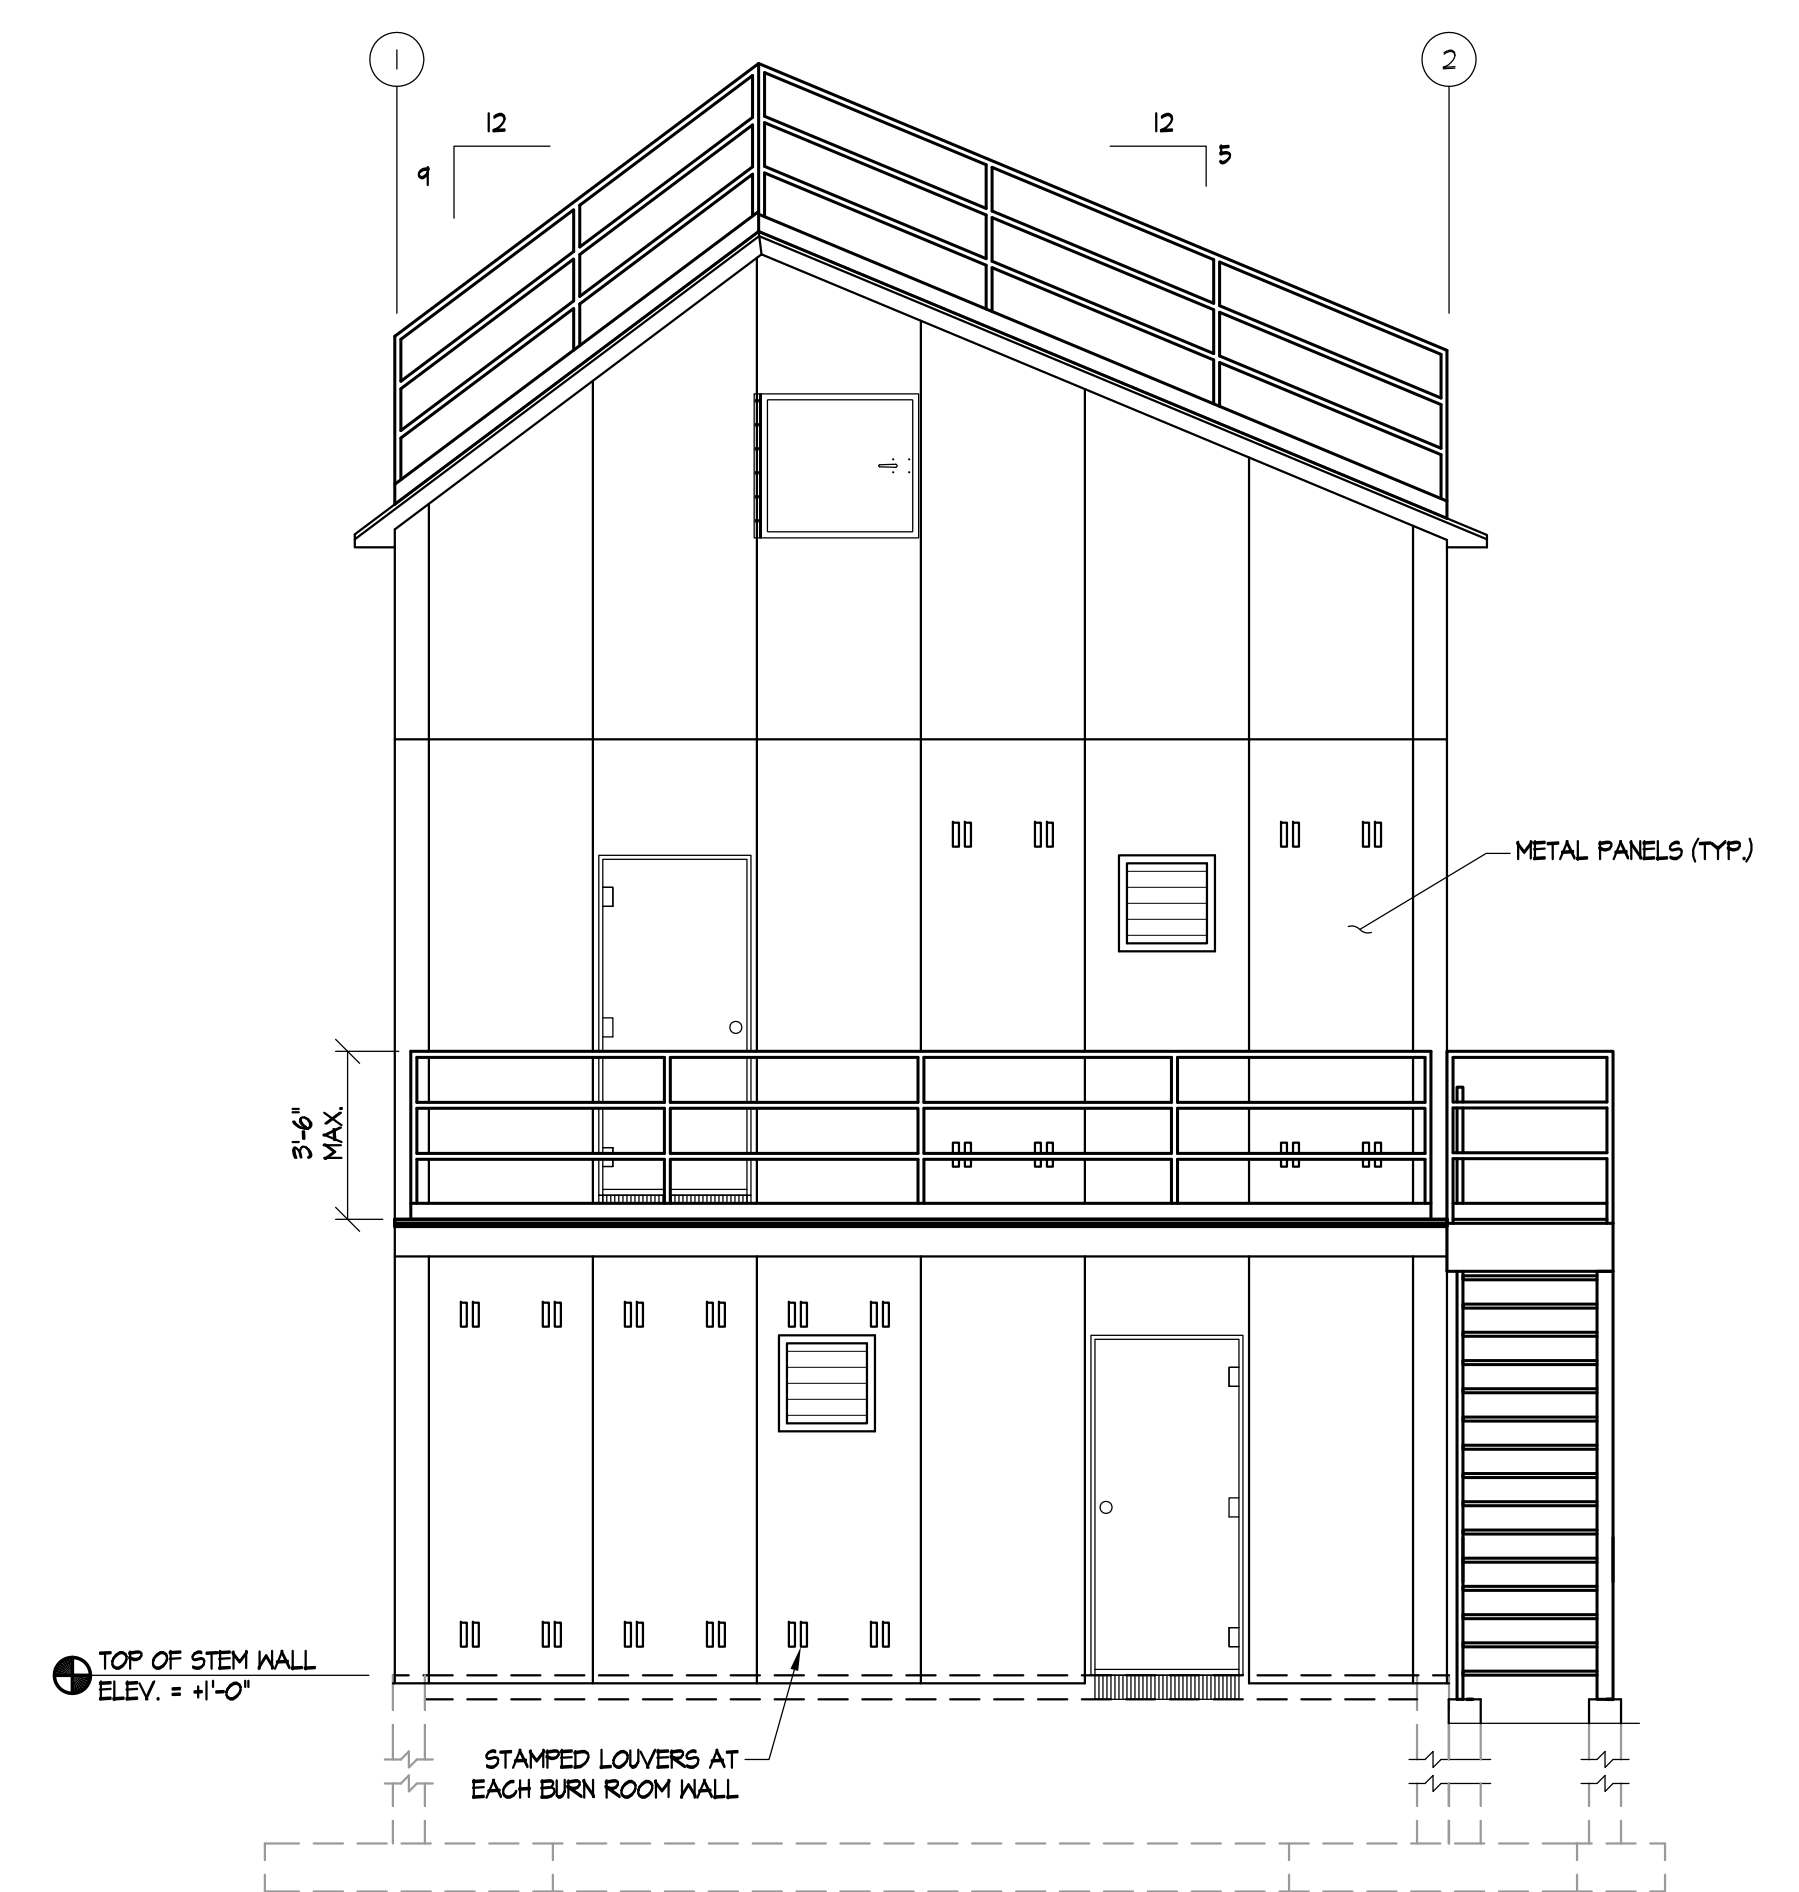 1
2
12
9
12
5
METAL PANELS (TYP.)
3'-6"
MAX.
TOP OF STEM WALL
ELEV. = +1'-0"
STAMPED LOUVERS AT
EACH BURN ROOM WALL